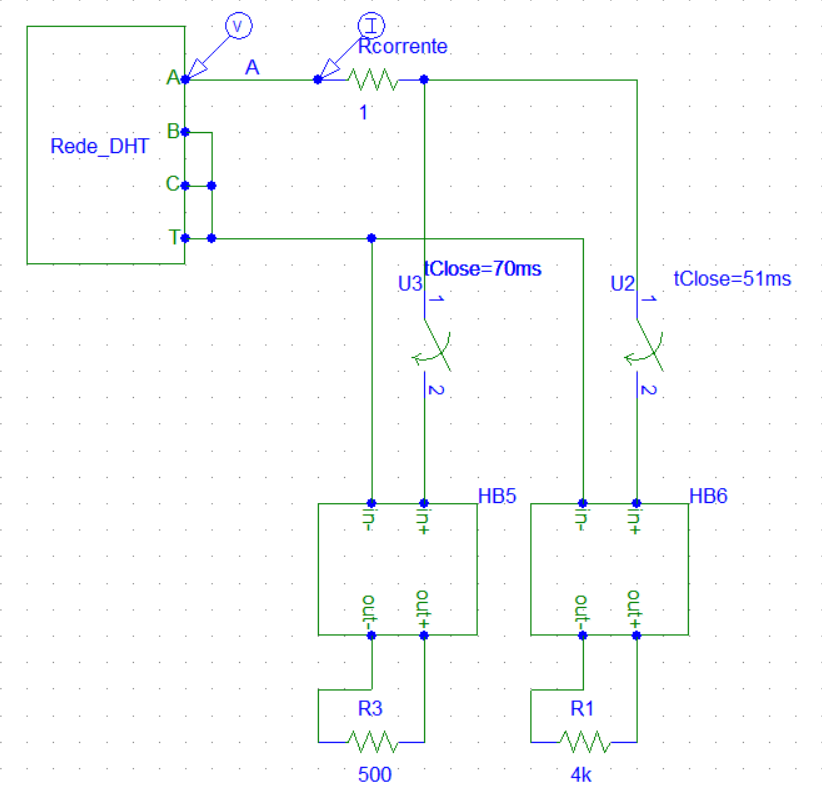 V
I
Rcorrente
A
A
1
B
Rede_DHT
C
T
tClose=70ms
U3
1
2
U2
1
2
tClose=51ms
HB5
in-
in+
out-
out+
HB6
in-
in+
out-
out+
R3
500
R1
4k